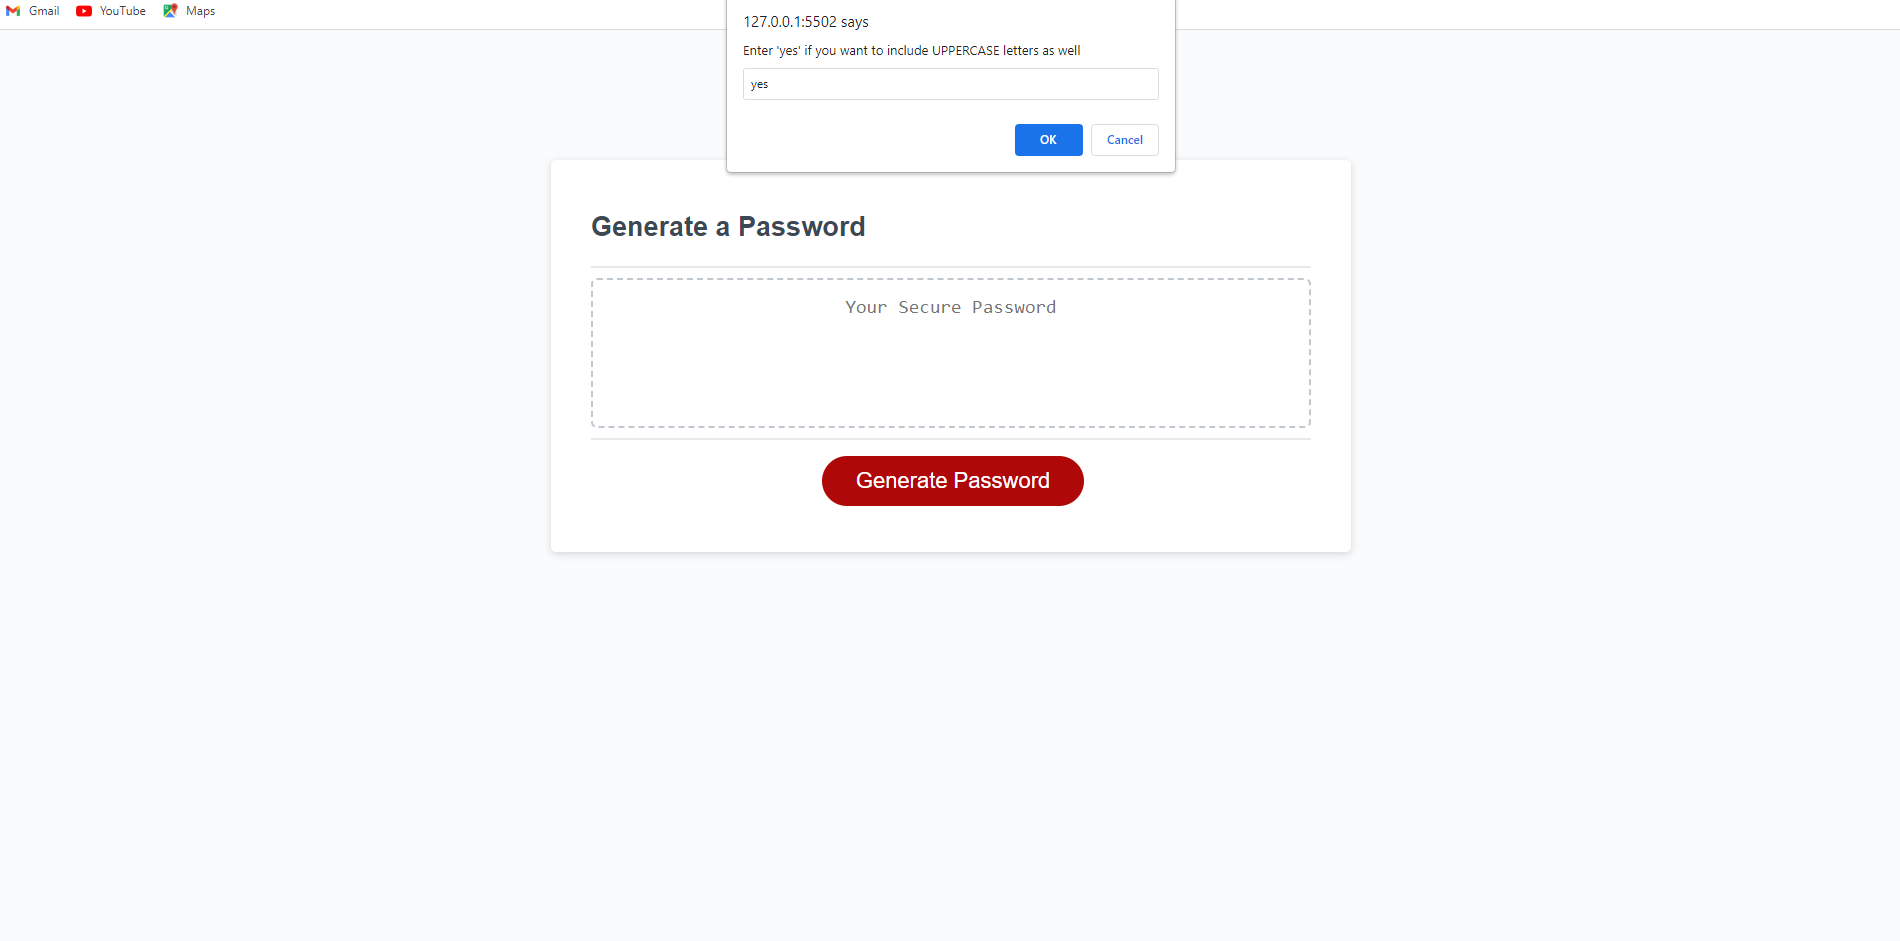 Gmail YouTube Maps
127.0.0.1:5502 says
Enter 'yes' if you want to include UPPERCASE letters as well
yes
OK Cancel
Generate a Password
Your Secure Password
Generate Password